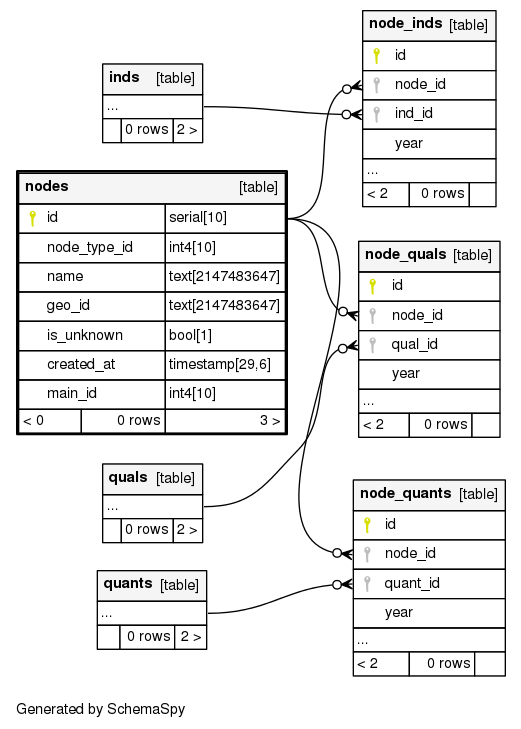 node_inds [table]
id
node_id
ind_id
year
...
< 2 0 rows
inds [table]
...
0 rows 2 >
nodes [table]
id serial[10]
node_type_id int4[10]
name text[2147483647]
geo_id text[2147483647]
is_unknown bool[1]
created_at timestamp[29,6]
main_id int4[10]
< 0 0 rows 3 >
node_quals [table]
id
node_id
qual_id
year
...
< 2 0 rows
quals [table]
...
0 rows 2 >
node_quants [table]
id
node_id
quant_id
year
...
< 2 0 rows
quants [table]
...
0 rows 2 >
Generated by SchemaSpy